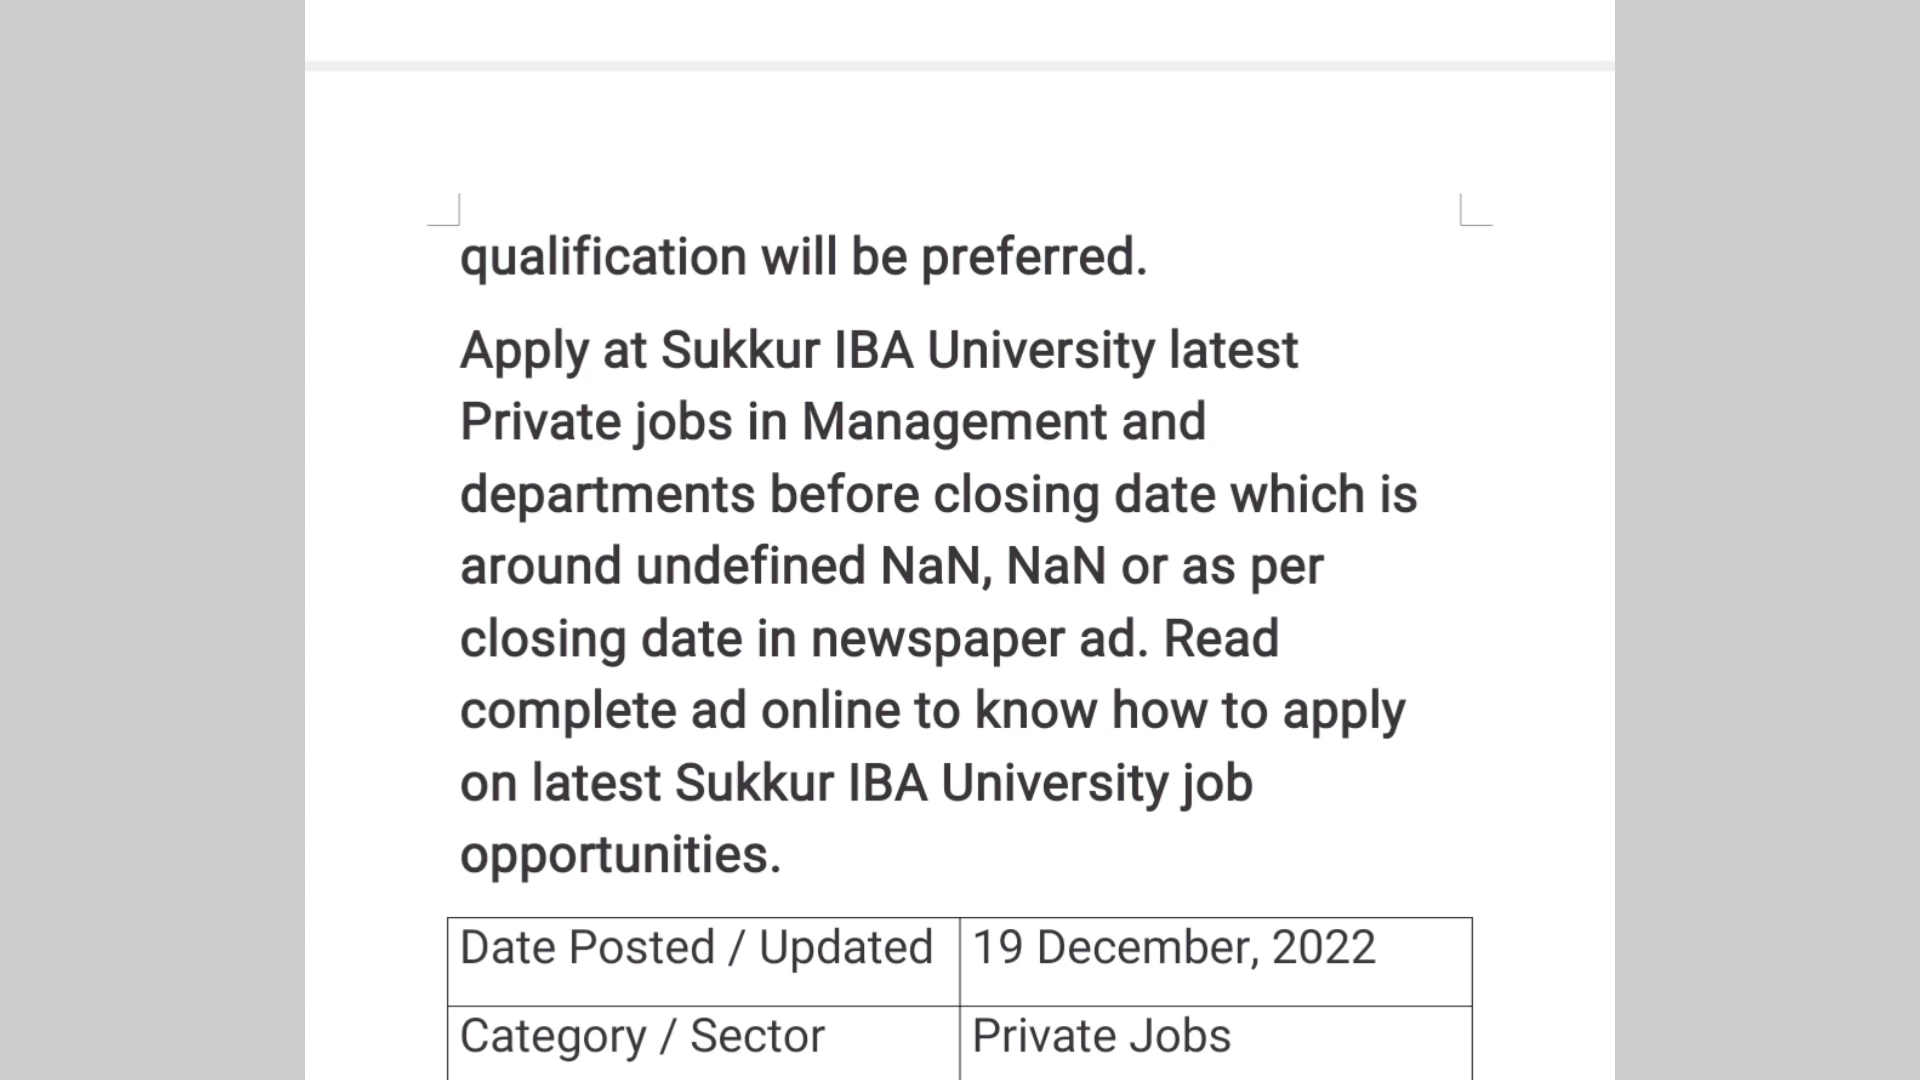 qualification will be preferred.
Apply at Sukkur IBA University latest
Private jobs in Management and
departments before closing date which is
around undefined NaN, NaN or as per
closing date in newspaper ad. Read
complete ad online to know how to apply
on latest Sukkur IBA University job
opportunities.
Date Posted / Updated 19 December, 2022
Category / Sector Private Jobs